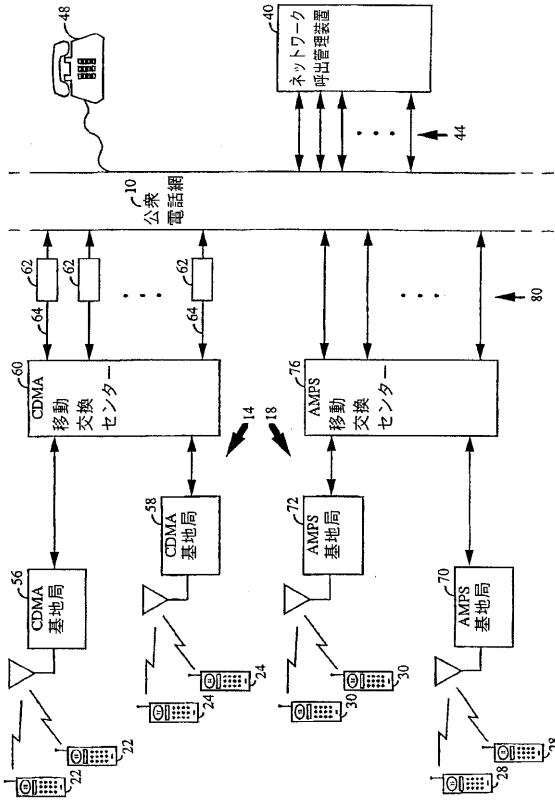 48
40
ネットワーク
呼出管理装置
44
10
公衆
電話網
62
62
62
64
64
80
60
CDMA
移動
交換
センター
76
AMPS
移動
交換
センター
14
18
58
CDMA
基地局
72
AMPS
基地局
56
CDMA
基地局
70
AMPS
基地局
24
24
30
30
22
22
28
28